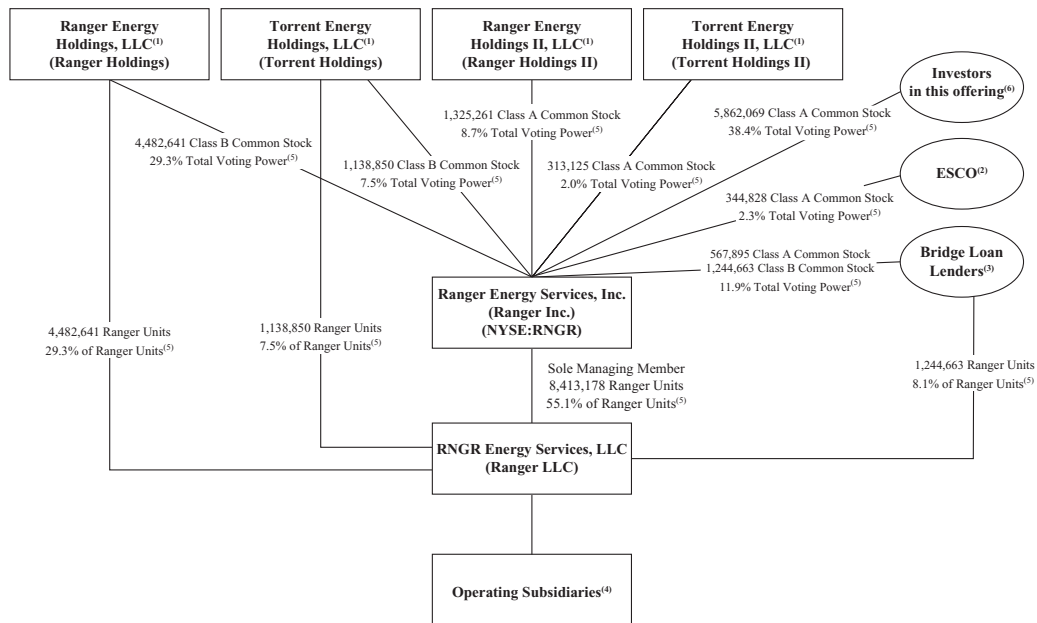 Ranger Energy
Holdings, LLC(1)
(Ranger Holdings)
Torrent Energy
Holdings, LLC(1)
(Torrent Holdings)
Ranger Energy
Holdings II, LLC(1)
(Ranger Holdings II)
Torrent Energy
Holdings II, LLC(1)
(Torrent Holdings II)
Investors
in this offering(6)
4,482,641 Class B Common Stock
29.3% Total Voting Power(5)
1,138,850 Class B Common Stock
7.5% Total Voting Power(5)
1,325,261 Class A Common Stock
8.7% Total Voting Power(5)
313,125 Class A Common Stock
2.0% Total Voting Power(5)
5,862,069 Class A Common Stock
38.4% Total Voting Power(5)
ESCO(2)
344,828 Class A Common Stock
2.3% Total Voting Power(5)
Bridge Loan
Lenders(3)
567,895 Class A Common Stock
1,244,663 Class B Common Stock
11.9% Total Voting Power(5)
Ranger Energy Services, Inc.
(Ranger Inc.)
(NYSE:RNGR)
4,482,641 Ranger Units
29.3% of Ranger Units(5)
1,138,850 Ranger Units
7.5% of Ranger Units(5)
Sole Managing Member
8,413,178 Ranger Units
55.1% of Ranger Units(5)
1,244,663 Ranger Units
8.1% of Ranger Units(5)
RNGR Energy Services, LLC
(Ranger LLC)
Operating Subsidiaries(4)